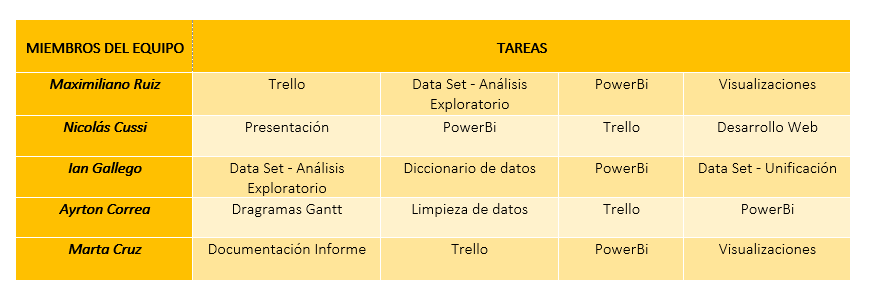 MIEMBROS DEL EQUIPO TAREAS
Maximiliano Ruiz Trello Data Set - Análisis Exploratorio PowerBi Visualizaciones
Nicolás Cussi Presentación PowerBi Trello Desarrollo Web
Ian Gallego Data Set - Análisis Exploratorio Diccionario de datos PowerBi Data Set - Unificación
Ayrton Correa Dragramas Gantt Limpieza de datos Trello PowerBi
Marta Cruz Documentación Informe Trello PowerBi Visualizaciones